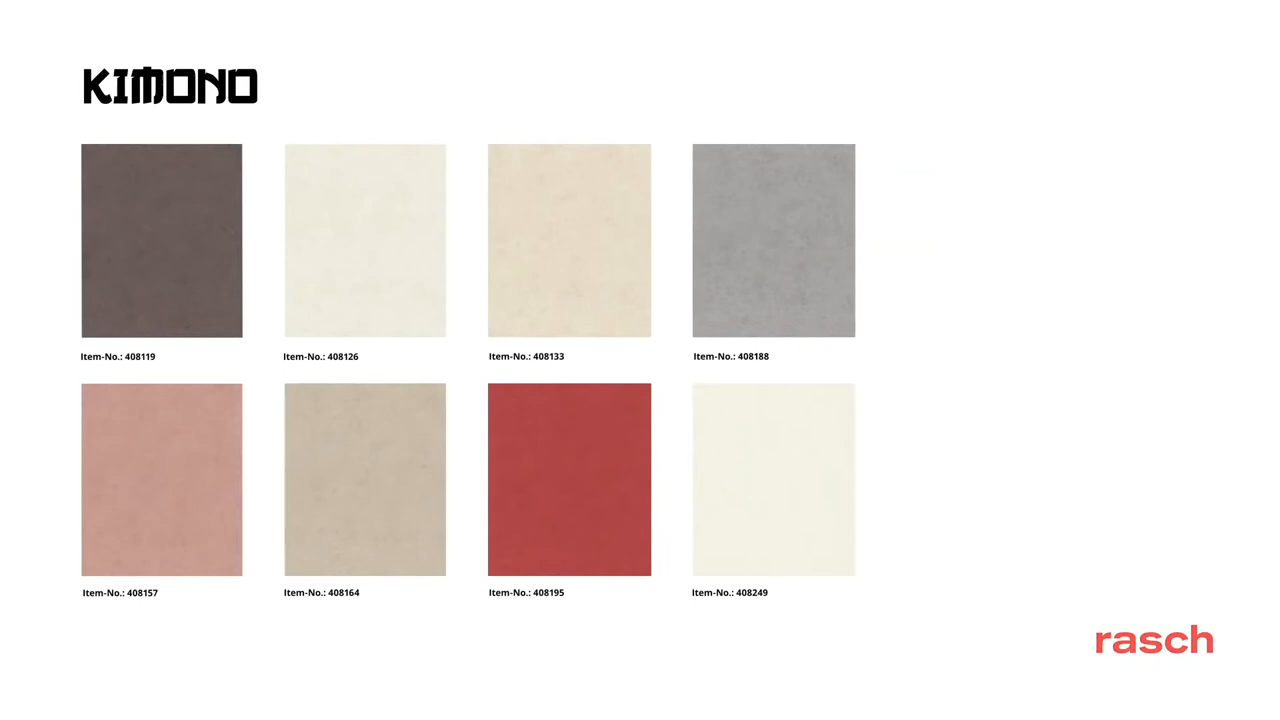 KIMONO
Item-No.: 408119
Item-No.: 408126
Item-No.: 408133
Item-No.: 408188
Item-No.: 408157
Item-No.: 408164
Item-No.: 408195
Item-No.: 408249
rasch